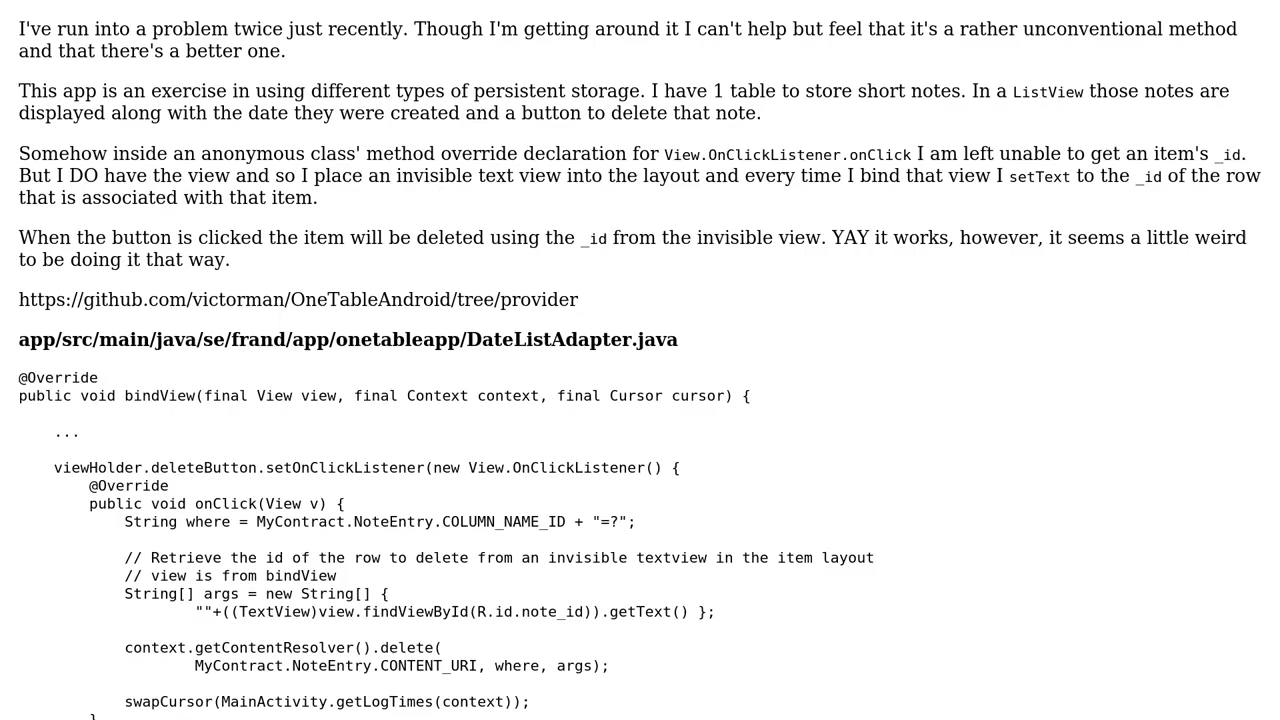 I've run into a problem twice just recently. Though I'm getting around it I can't help but feel that it's a rather unconventional method
and that there's a better one.
This app is an exercise in using different types of persistent storage. I have 1 table to store short notes. In a ListView those notes are
displayed along with the date they were created and a button to delete that note.
Somehow inside an anonymous class' method override declaration for View.OnClickListener.onClick I am left unable to get an item's _id.
But I DO have the view and so I place an invisible text view into the layout and every time I bind that view I setText to the _id of the row
that is associated with that item.
When the button is clicked the item will be deleted using the _id from the invisible view. YAY it works, however, it seems a little weird
to be doing it that way.
https://github.com/victorman/OneTableAndroid/tree/provider
app/src/main/java/se/frand/app/onetableapp/DateListAdapter.java
@Override
public void bindView(final View view, final Context context, final Cursor cursor) {
    ...
    viewHolder.deleteButton.setOnClickListener(new View.OnClickListener() {
        @Override
        public void onClick(View v) {
            String where = MyContract.NoteEntry.COLUMN_NAME_ID + "=?";
            // Retrieve the id of the row to delete from an invisible textview in the item layout
            // view is from bindView
            String[] args = new String[] {
                    ""+((TextView)view.findViewById(R.id.note_id)).getText() };
            context.getContentResolver().delete(
                    MyContract.NoteEntry.CONTENT_URI, where, args);
            swapCursor(MainActivity.getLogTimes(context));
        }